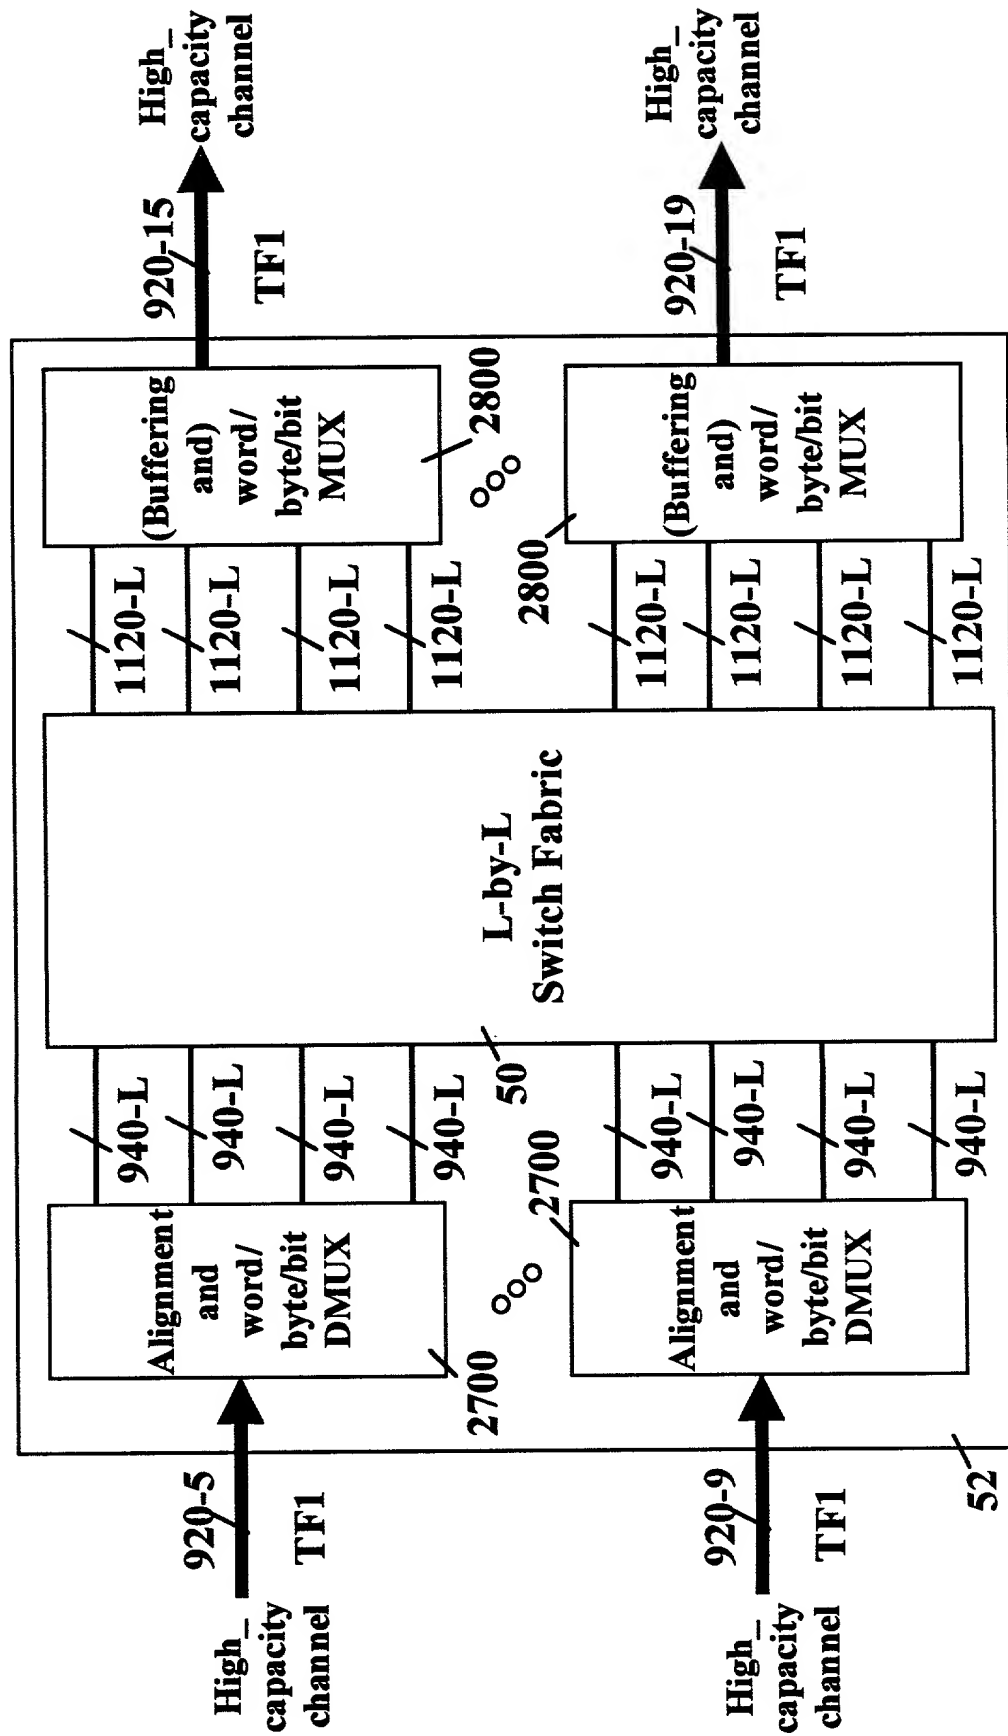 High_
capacity
channel
920-5
TF1
Alignment
and
word/
byte/bit
DMUX
2700
940-L
940-L
940-L
940-L
50
L-by-L
Switch Fabric
1120-L
1120-L
1120-L
1120-L
(Buffering
and)
word/
byte/bit
MUX
2800
920-15
TF1
High_
capacity
channel
High_
capacity
channel
920-9
TF1
52
2700
Alignment
and
word/
byte/bit
DMUX
940-L
940-L
940-L
940-L
1120-L
1120-L
1120-L
1120-L
2800
(Buffering
and)
word/
byte/bit
MUX
920-19
TF1
High_
capacity
channel